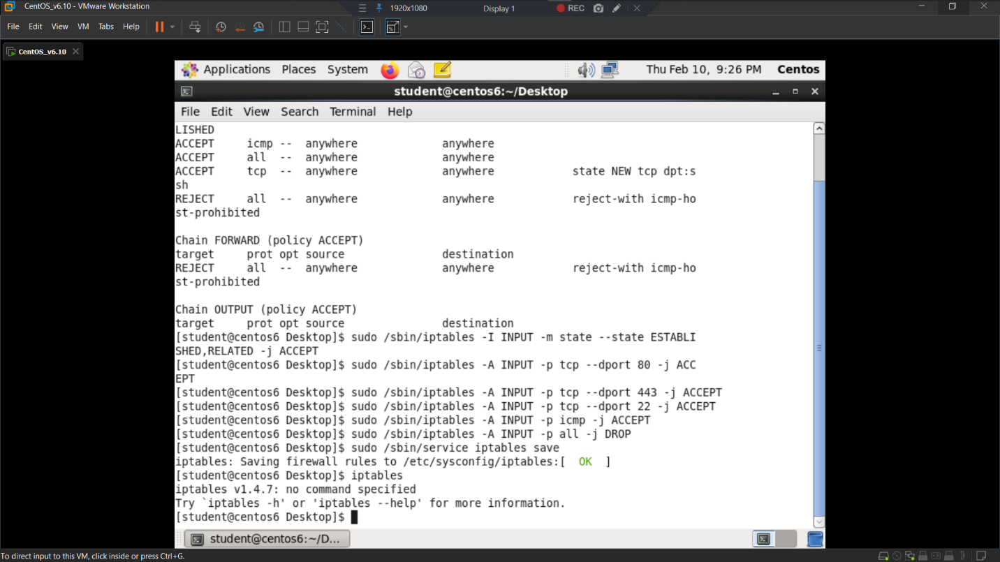 CentOS_v6.10 - VMware Workstation
1920x1080
Display 1
REC
File Edit View VM Tabs Help
CentOS_v6.10
Applications Places System
Thu Feb 10, 9:26 PM
Centos
student@centos6:~/Desktop
File Edit View Search Terminal Help
LISHED
ACCEPT     icmp --  anywhere             anywhere
ACCEPT     all  --  anywhere             anywhere
ACCEPT     tcp  --  anywhere             anywhere            state NEW tcp dpt:s
sh
REJECT     all  --  anywhere             anywhere            reject-with icmp-ho
st-prohibited
Chain FORWARD (policy ACCEPT)
target     prot opt source               destination
REJECT     all  --  anywhere             anywhere            reject-with icmp-ho
st-prohibited
Chain OUTPUT (policy ACCEPT)
target     prot opt source               destination
[student@centos6 Desktop]$ sudo /sbin/iptables -I INPUT -m state --state ESTABLI
SHED,RELATED -j ACCEPT
[student@centos6 Desktop]$ sudo /sbin/iptables -A INPUT -p tcp --dport 80 -j ACC
EPT
[student@centos6 Desktop]$ sudo /sbin/iptables -A INPUT -p tcp --dport 443 -j ACCEPT
[student@centos6 Desktop]$ sudo /sbin/iptables -A INPUT -p tcp --dport 22 -j ACCEPT
[student@centos6 Desktop]$ sudo /sbin/iptables -A INPUT -p icmp -j ACCEPT
[student@centos6 Desktop]$ sudo /sbin/iptables -A INPUT -p all -j DROP
[student@centos6 Desktop]$ sudo /sbin/service iptables save
iptables: Saving firewall rules to /etc/sysconfig/iptables:[  OK  ]
[student@centos6 Desktop]$ iptables
iptables v1.4.7: no command specified
Try `iptables -h' or 'iptables --help' for more information.
[student@centos6 Desktop]$
student@centos6:~/D...
To direct input to this VM, click inside or press Ctrl+G.